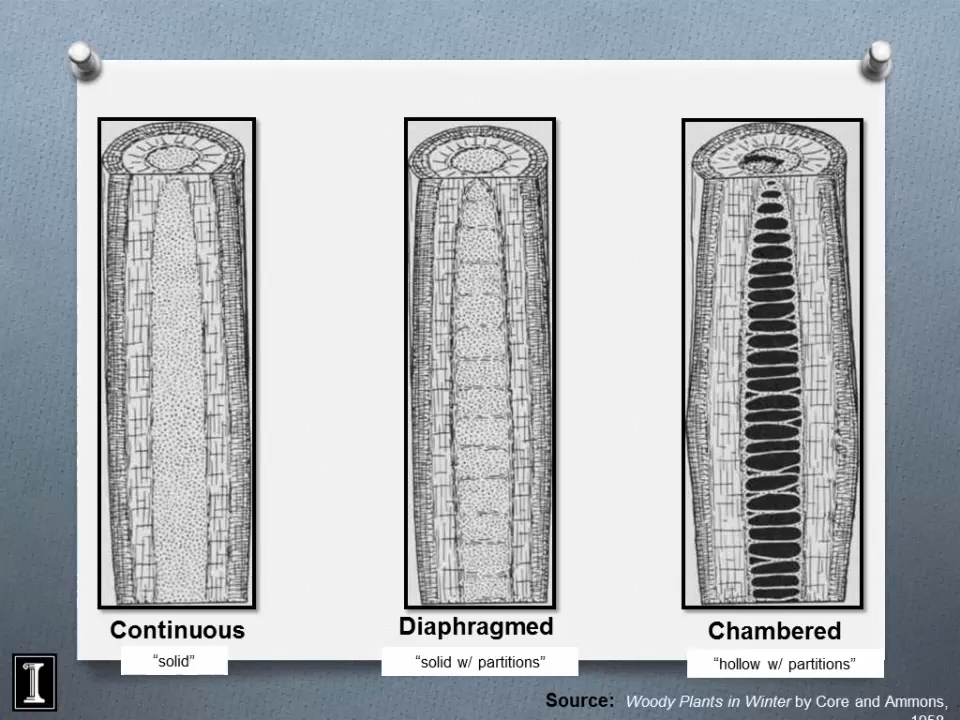 Continuous
"solid"
Diaphragmed
"solid w/ partitions"
Chambered
"hollow w/ partitions"
I
Source: Woody Plants in Winter by Core and Ammons,
1958